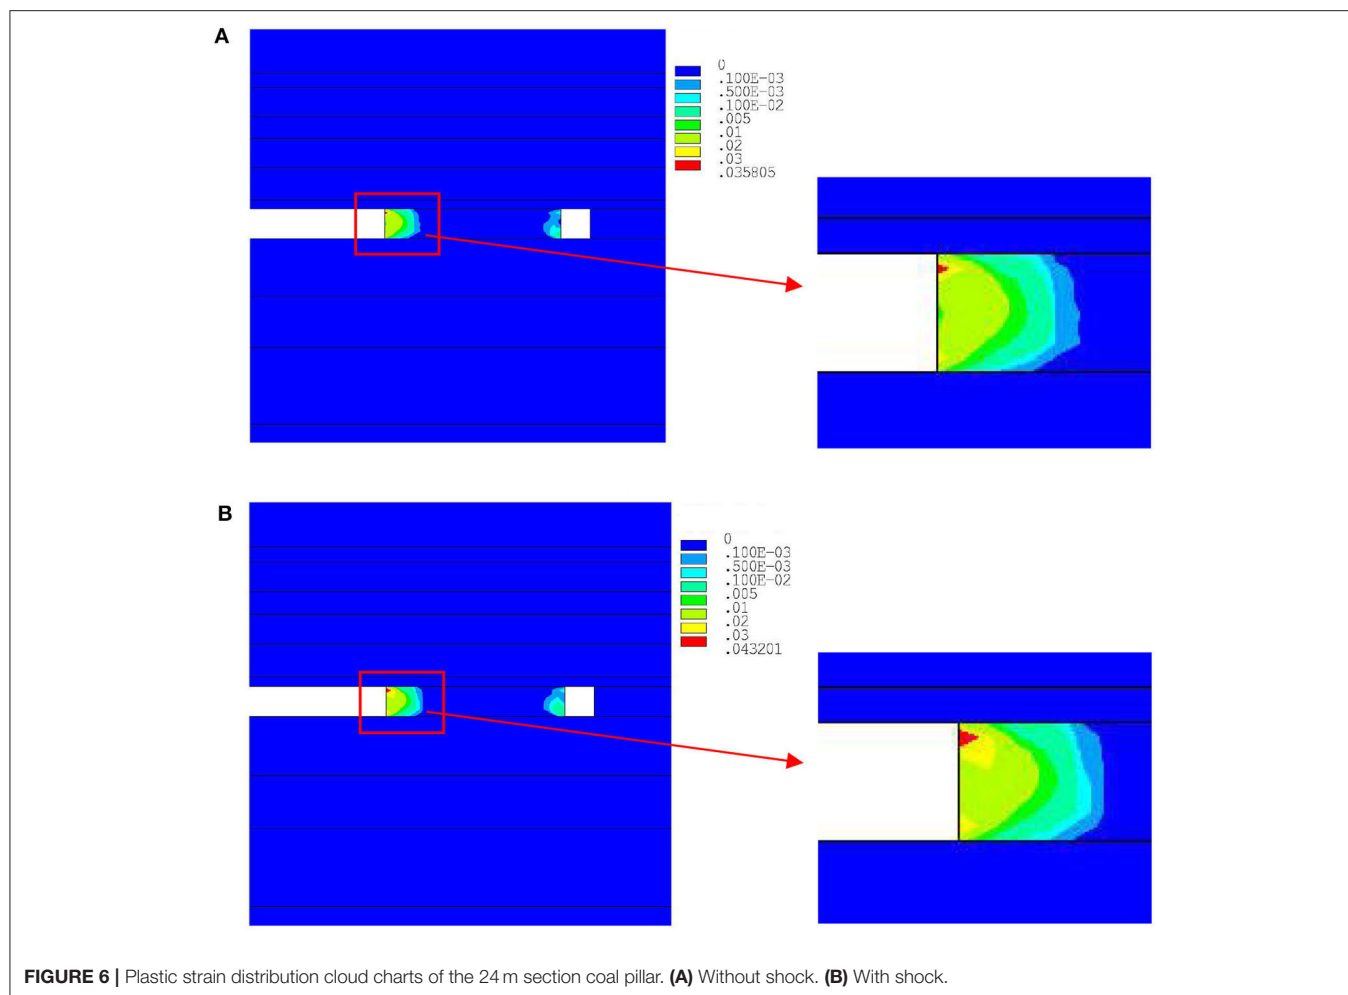 A
0
.100E-03
.500E-03
.100E-02
.005
.01
.02
.03
.035805
B
0
.100E-03
.500E-03
.100E-02
.005
.01
.02
.03
.043201
FIGURE 6 | Plastic strain distribution cloud charts of the 24 m section coal pillar. (A) Without shock. (B) With shock.